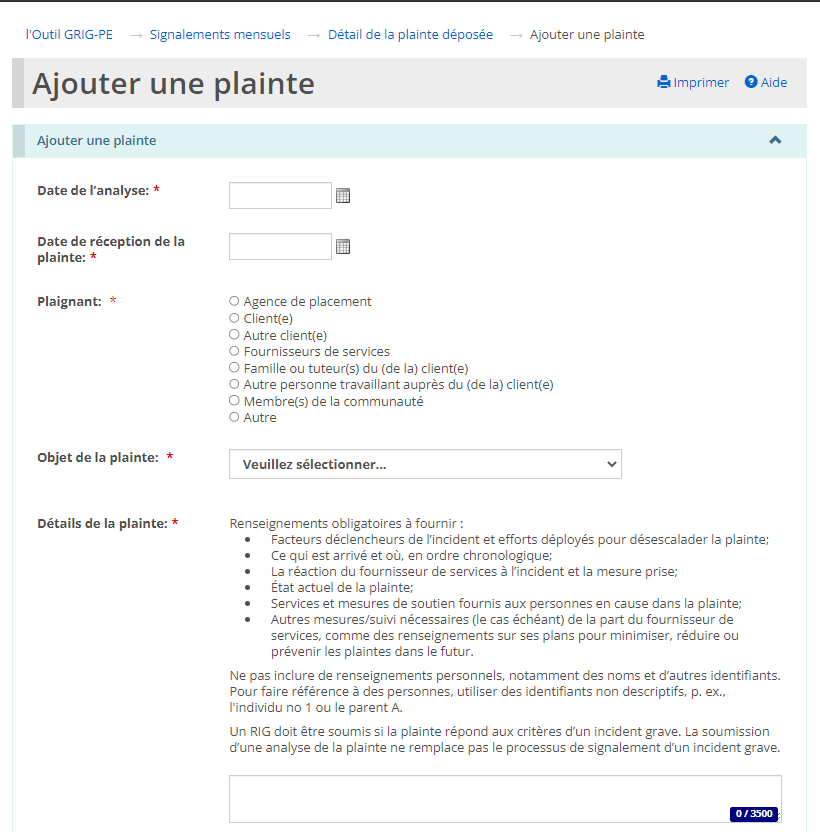 l'Outil GRIG-PE → Signalements mensuels → Détail de la plainte déposée → Ajouter une plainte
Ajouter une plainte
Imprimer ? Aide
Ajouter une plainte
Date de l'analyse: *
Date de réception de la
plainte: *
Plaignant: *
Agence de placement
Client(e)
Autre client(e)
Fournisseurs de services
Famille ou tuteur(s) du (de la) client(e)
Autre personne travaillant auprès du (de la) client(e)
Membre(s) de la communauté
Autre
Objet de la plainte: *
Veuillez sélectionner...
Détails de la plainte: *
Renseignements obligatoires à fournir :
• Facteurs déclencheurs de l'incident et efforts déployés pour désescalader la plainte;
• Ce qui est arrivé et où, en ordre chronologique;
• La réaction du fournisseur de services à l'incident et la mesure prise;
• État actuel de la plainte;
• Services et mesures de soutien fournis aux personnes en cause dans la plainte;
• Autres mesures/suivi nécessaires (le cas échéant) de la part du fournisseur de
services, comme des renseignements sur ses plans pour minimiser, réduire ou
prévenir les plaintes dans le futur.
Ne pas inclure de renseignements personnels, notamment des noms et d'autres identifiants.
Pour faire référence à des personnes, utiliser des identifiants non descriptifs, p. ex.,
l'individu no 1 ou le parent A.
Un RIG doit être soumis si la plainte répond aux critères d'un incident grave. La soumission
d'une analyse de la plainte ne remplace pas le processus de signalement d'un incident grave.
0 / 3500